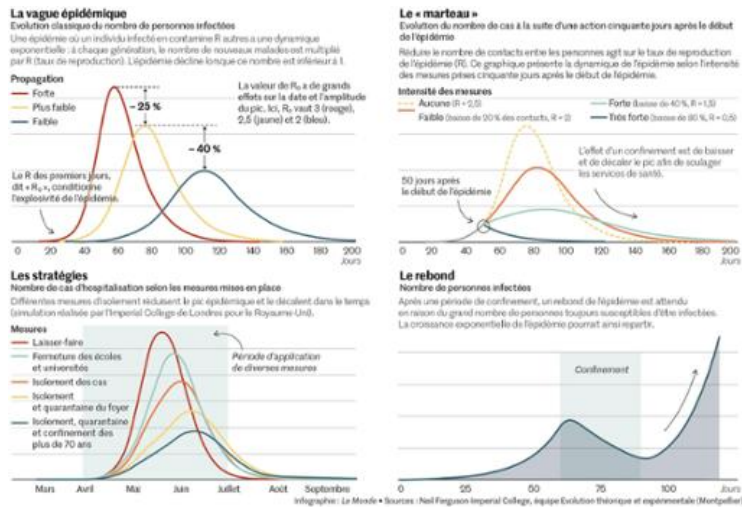 La vague épidémique
Evolution classique du nombre de personnes infectées
Une épidémie où un individu infecté en contamine R autres a une dynamique
exponentielle : à chaque génération, le nombre de nouveaux malades est multiplié
par R (taux de reproduction). L'épidémie décline lorsque ce nombre est inférieur à 1.
Propagation
Forte
Plus faible
Faible
- 25 %
- 40 %
La valeur de R₀ a de grands
effets sur la date et l'amplitude
du pic. Ici, R₀ vaut 3 (rouge),
2,5 (jaune) et 2 (bleu).
Le R des premiers jours,
dit « R₀ », conditionne
l'explosivité de l'épidémie.
0 20 40 60 80 100 120 140 160 180 200
Jours
Le « marteau »
Evolution du nombre de cas à la suite d'une action cinquante jours après le début
de l'épidémie
Réduire le nombre de contacts entre les personnes agit sur le taux de reproduction
de l'épidémie (R). Ce graphique présente la dynamique de l'épidémie selon l'intensité
des mesures prises cinquante jours après le début de l'épidémie.
Intensité des mesures
Aucune (R = 2,5)
Faible (baisse de 20 % des contacts, R = 2)
Forte (baisse de 40 %, R = 1,5)
Très forte (baisse de 80 %, R = 0,5)
50 jours après
le début de l'épidémie
L'effet d'un confinement est de baisser
et de décaler le pic afin de soulager
les services de santé.
0 20 40 60 80 100 120 140 160 180 200
Jours
Les stratégies
Nombre de cas d'hospitalisation selon les mesures mises en place
Différentes mesures d'isolement réduisent le pic épidémique et le décalent dans le temps
(simulation réalisée par l'Imperial College de Londres pour le Royaume-Uni).
Mesures
Laisser-faire
Fermeture des écoles
et universités
Isolement des cas
Isolement
et quarantaine du foyer
Isolement, quarantaine
et confinement des
plus de 70 ans
Période d'application
de diverses mesures
Mars Avril Mai Juin Juillet Août Septembre
Le rebond
Nombre de personnes infectées
Après une période de confinement, un rebond de l'épidémie est attendu
en raison du grand nombre de personnes toujours susceptibles d'être infectées.
La croissance exponentielle de l'épidémie pourrait ainsi repartir.
Confinement
0 25 50 75 100
Jours
Infographie : Le Monde • Sources : Neil Ferguson Imperial College, équipe Evolution théorique et expérimentale (Montpellier)